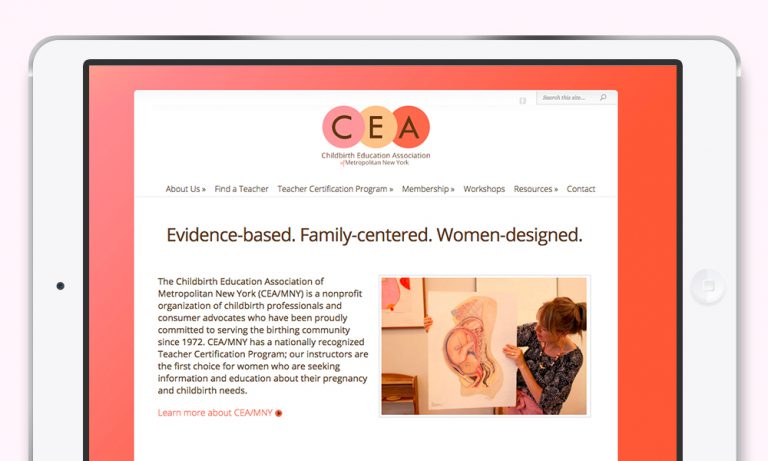 Search this site...
CEA
Childbirth Education Association
of Metropolitan New York
About Us » Find a Teacher Teacher Certification Program » Membership » Workshops Resources » Contact
Evidence-based. Family-centered. Women-designed.
The Childbirth Education Association of
Metropolitan New York (CEA/MNY) is a nonprofit
organization of childbirth professionals and
consumer advocates who have been proudly
committed to serving the birthing community
since 1972. CEA/MNY has a nationally recognized
Teacher Certification Program; our instructors are
the first choice for women who are seeking
information and education about their pregnancy
and childbirth needs.
Learn more about CEA/MNY